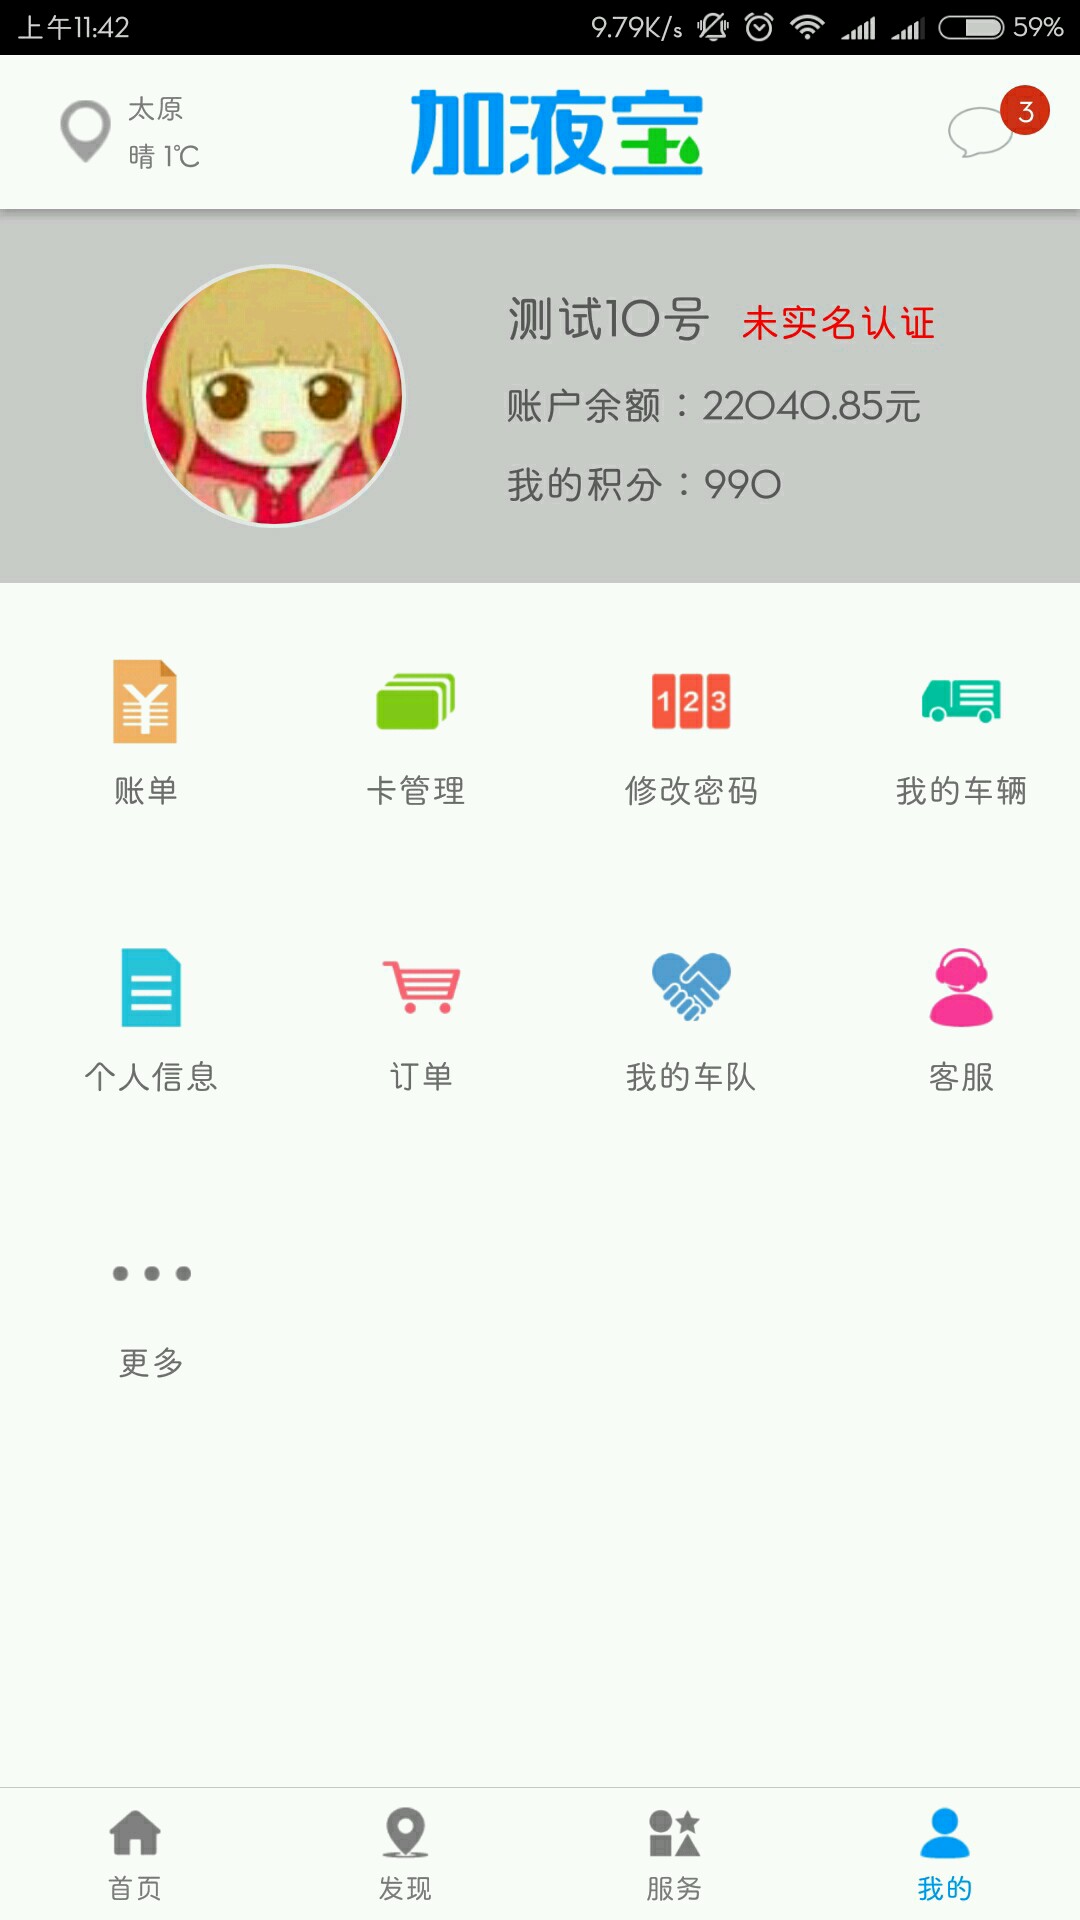 上午11:42
9.79K/s
59%
太原
晴 1℃
加液宝
3
测试10号 未实名认证
账户余额：22040.85元
我的积分：990
1 2 3
账单 卡管理 修改密码 我的车辆
个人信息 订单 我的车队 客服
更多
首页 发现 服务 我的